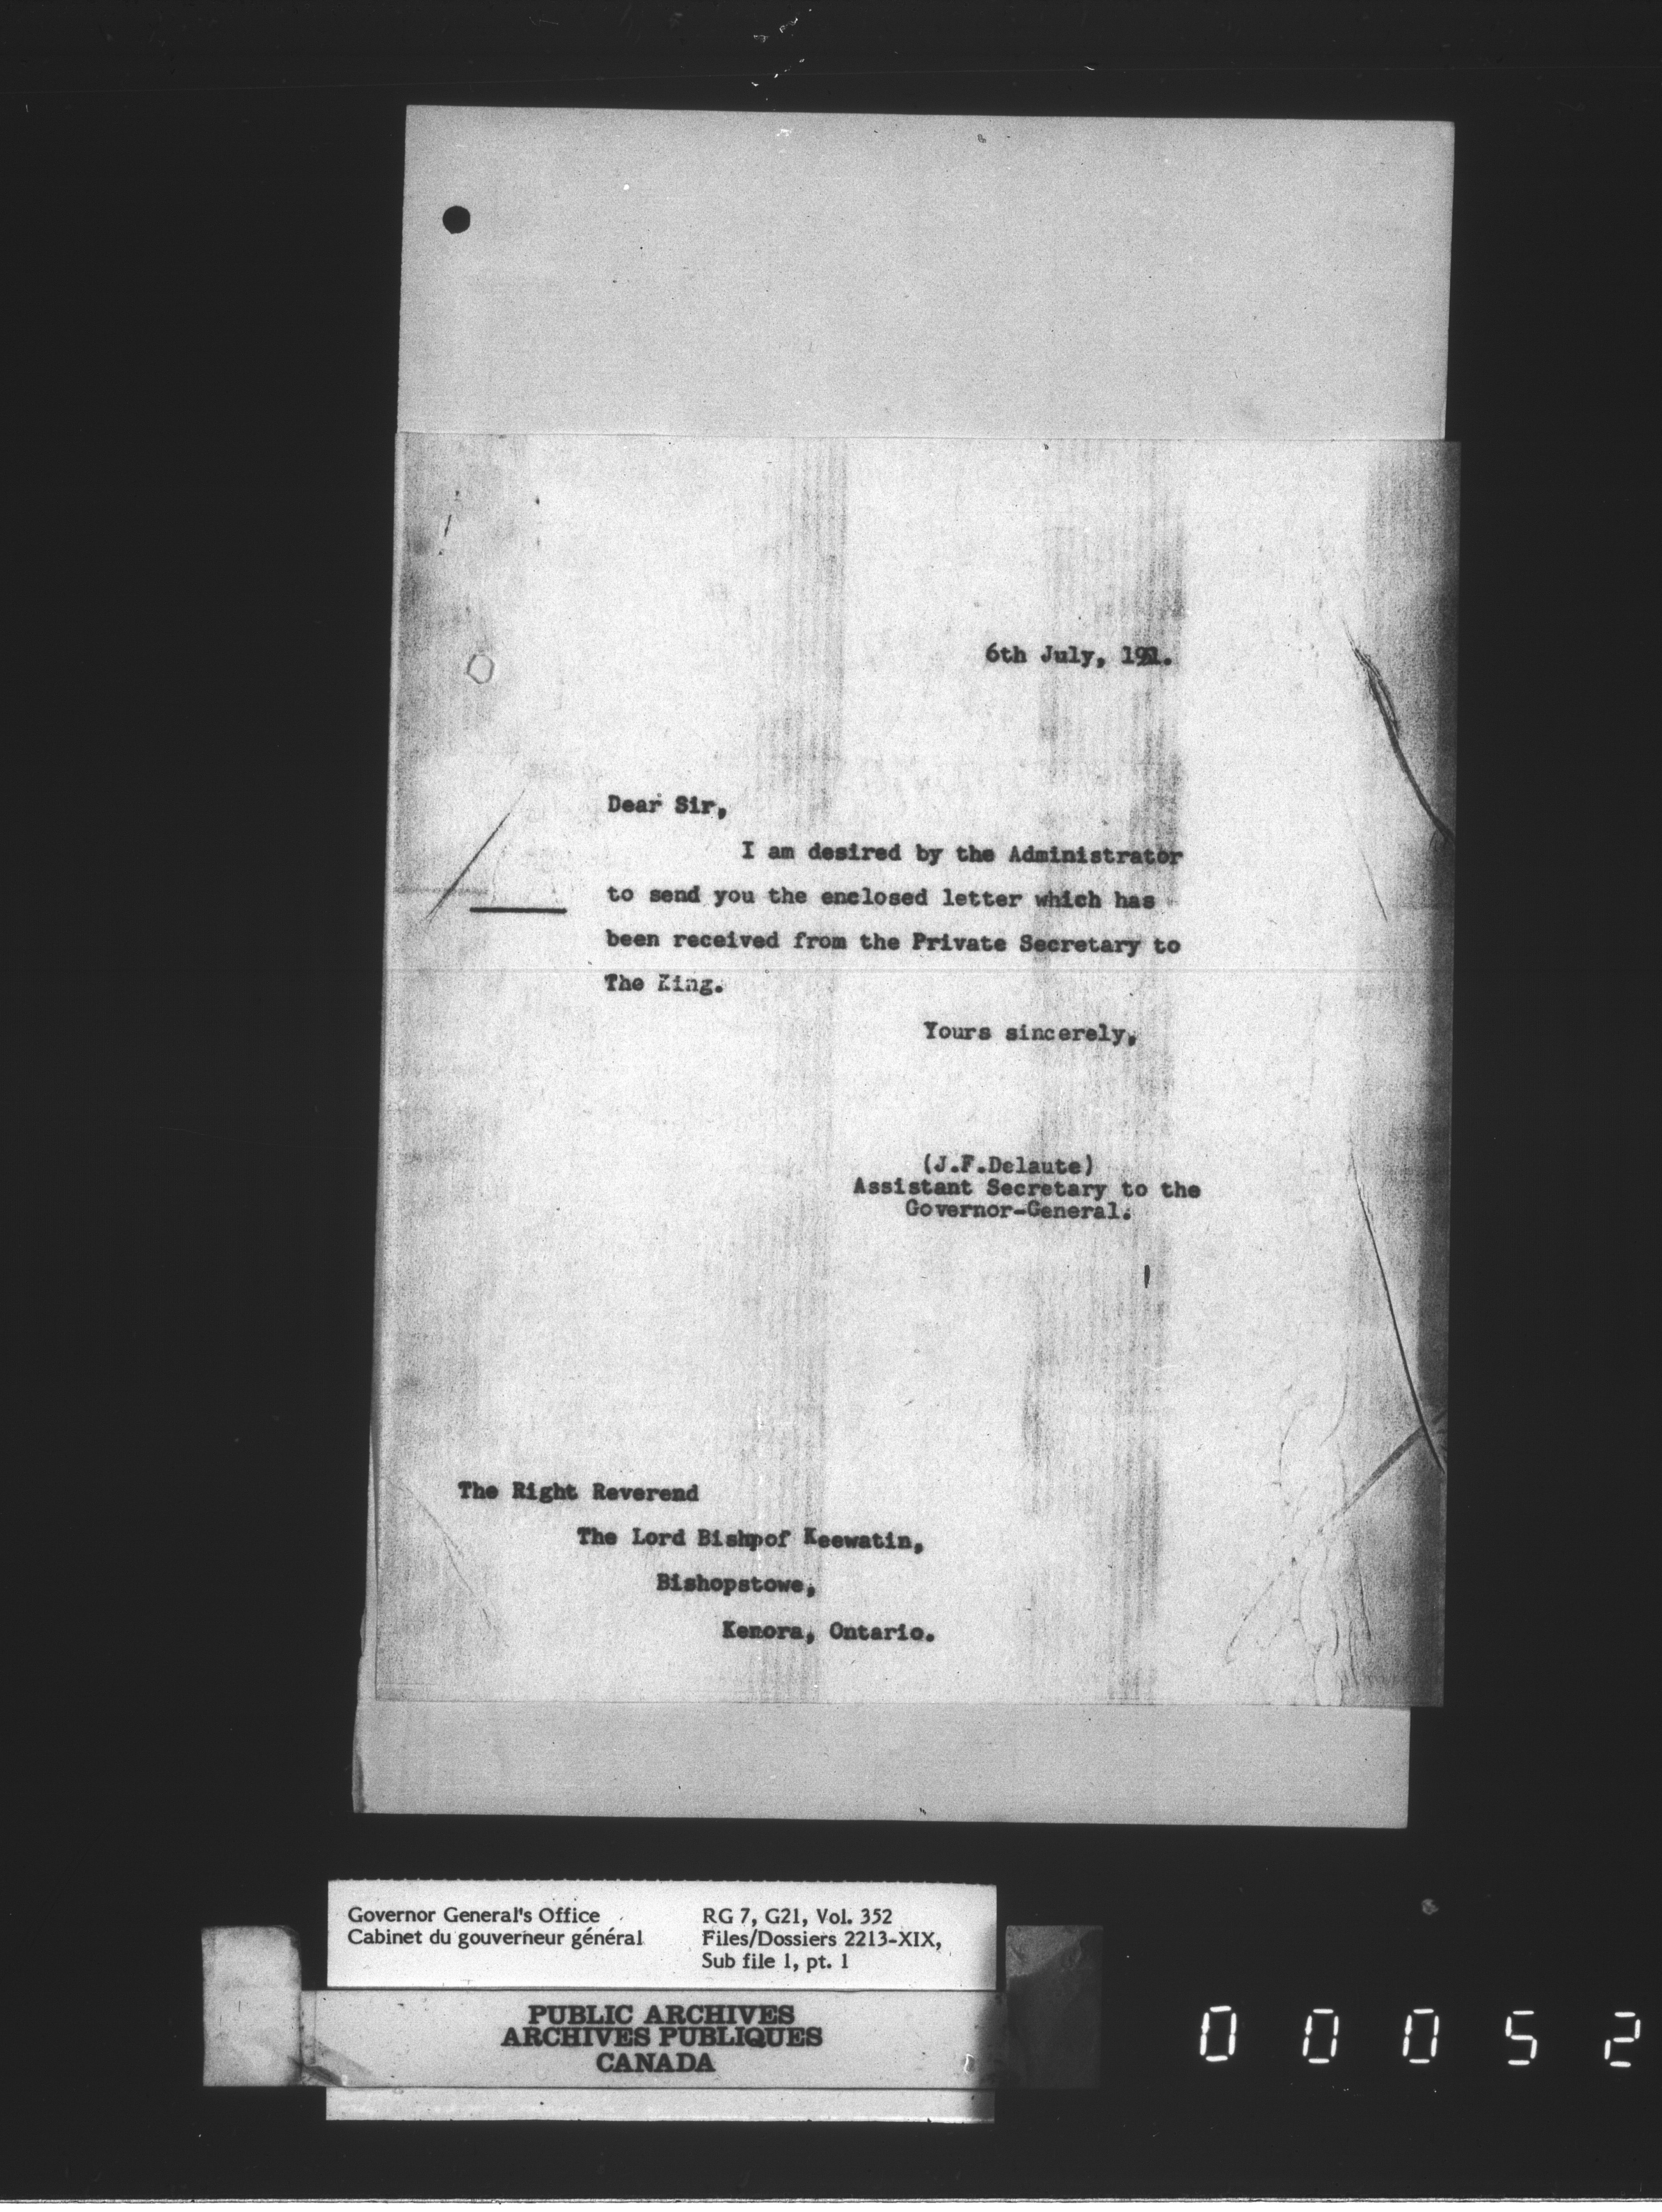 6th July, 1921.
Dear Sir,
I am desired by the Administrator
to send you the enclosed letter which has
been received from the Private Secretary to
The King.
Yours sincerely,
(J.F.Delaute)
Assistant Secretary to the
Governor-General.
The Right Reverend
The Lord Bishpof Keewatin,
Bishopstowe,
Kenora, Ontario.
Governor General's Office
Cabinet du gouverneur général
RG 7, G21, Vol. 352
Files/Dossiers 2213-XIX,
Sub file 1, pt. 1
PUBLIC ARCHIVES
ARCHIVES PUBLIQUES
CANADA
0 0 0 5 2